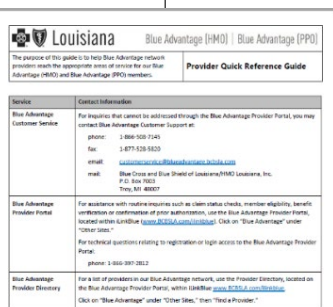 Louisiana
Blue Advantage (HMO) | Blue Advantage (PPO)
The purpose of this guide is to help Blue Advantage network
providers reach the appropriate areas of service for our Blue
Advantage (HMO) and Blue Advantage (PPO) members.
Provider Quick Reference Guide
Service
Contact Information
Blue Advantage
Customer Service
For inquiries that cannot be addressed through the Blue Advantage Provider Portal, you may
contact Blue Advantage Customer Support at:
phone: 1-866-508-7145
fax: 1-877-528-5820
email: customerservice@blueadvantage.bcbsla.com
mail: Blue Cross and Blue Shield of Louisiana/HMO Louisiana, Inc.
P.O. Box 7003
Troy, MI 48007
Blue Advantage
Provider Portal
For assistance with routine inquiries such as claim status checks, member eligibility, benefit
verification or confirmation of prior authorization, use the Blue Advantage Provider Portal,
located within iLinkBlue (www.BCBSLA.com/ilinkblue). Click on "Blue Advantage" under
"Other Sites."
For technical questions relating to registration or login access to the Blue Advantage Provider
Portal:
phone: 1-866-397-2812
Blue Advantage
Provider Directory
For a list of providers in our Blue Advantage network, use the Provider Directory, located on
the Blue Advantage Provider Portal, within iLinkBlue www.BCBSLA.com/ilinkblue.
Click on "Blue Advantage" under "Other Sites," then "Find a Provider."